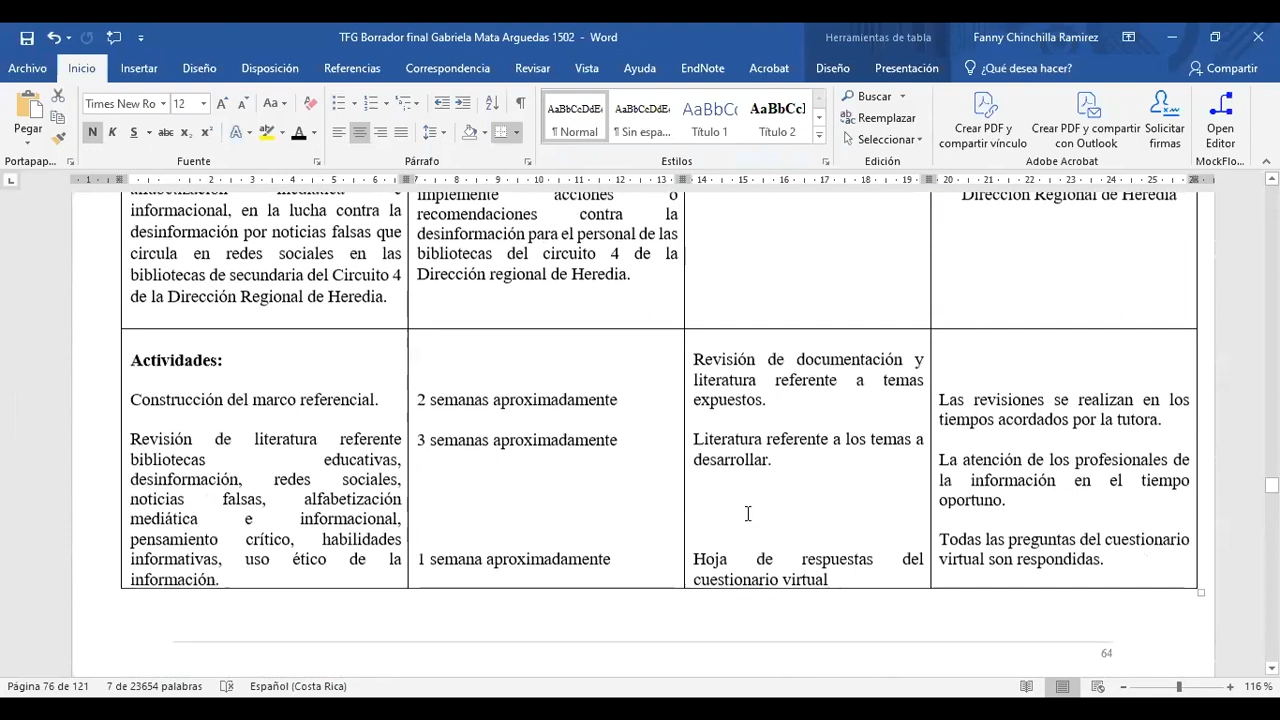 TFG Borrador final Gabriela Mata Arguedas 1502 - Word
Herramientas de tabla
Fanny Chinchilla Ramirez
Archivo Inicio Insertar Diseño Disposición Referencias Correspondencia Revisar Vista Ayuda EndNote Acrobat Diseño Presentación ¿Qué desea hacer? Compartir
Pegar
Times New Ro 12
N K S abc x₂ x²
AaBbCcDdE AaBbCcDdE AaBbCc AaBbCcI
¶ Normal ¶ Sin espa... Título 1 Título 2
Buscar
Reemplazar
Seleccionar
Crear PDF y compartir vínculo
Crear PDF y compartir con Outlook
Solicitar firmas
Open Editor
Portapap... Fuente Párrafo Estilos Edición Adobe Acrobat MockFlo...
alfabetización mediática e
informacional, en la lucha contra la
desinformación por noticias falsas que
circula en redes sociales en las
bibliotecas de secundaria del Circuito 4
de la Dirección Regional de Heredia.
implemente acciones o
recomendaciones contra la
desinformación para el personal de las
bibliotecas del circuito 4 de la
Dirección regional de Heredia.
Dirección Regional de Heredia
Actividades:
Construcción del marco referencial.
Revisión de literatura referente
bibliotecas educativas,
desinformación, redes sociales,
noticias falsas, alfabetización
mediática e informacional,
pensamiento crítico, habilidades
informativas, uso ético de la
información.
2 semanas aproximadamente
3 semanas aproximadamente
1 semana aproximadamente
Revisión de documentación y
literatura referente a temas
expuestos.
Literatura referente a los temas a
desarrollar.
Hoja de respuestas del
cuestionario virtual
Las revisiones se realizan en los
tiempos acordados por la tutora.
La atención de los profesionales de
la información en el tiempo
oportuno.
Todas las preguntas del cuestionario
virtual son respondidas.
64
Página 76 de 121 7 de 23654 palabras Español (Costa Rica) 116 %